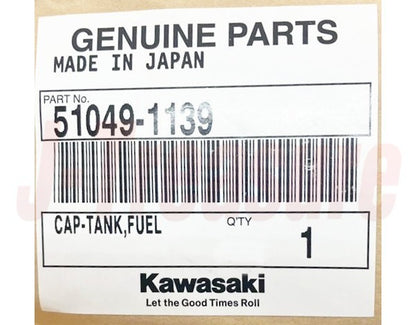 GENUINE PARTS
MADE IN JAPAN
PART No.
51049-1139
CAP-TANK,FUEL
Q'TY
1
Kawasaki
Let the Good Times Roll